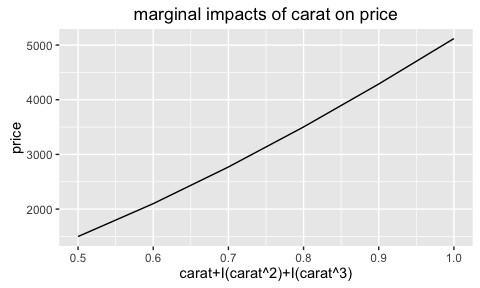 marginal impacts of carat on price
5000
4000
3000
2000
price
0.5 0.6 0.7 0.8 0.9 1.0
carat+I(carat^2)+I(carat^3)